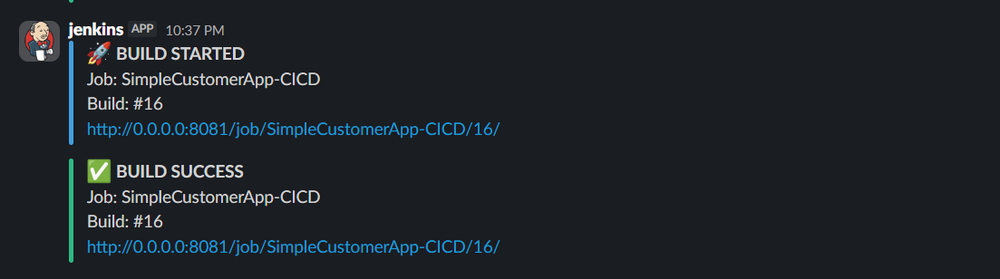 jenkins APP 10:37 PM
🚀 BUILD STARTED
Job: SimpleCustomerApp-CICD
Build: #16
http://0.0.0.0:8081/job/SimpleCustomerApp-CICD/16/
✅ BUILD SUCCESS
Job: SimpleCustomerApp-CICD
Build: #16
http://0.0.0.0:8081/job/SimpleCustomerApp-CICD/16/